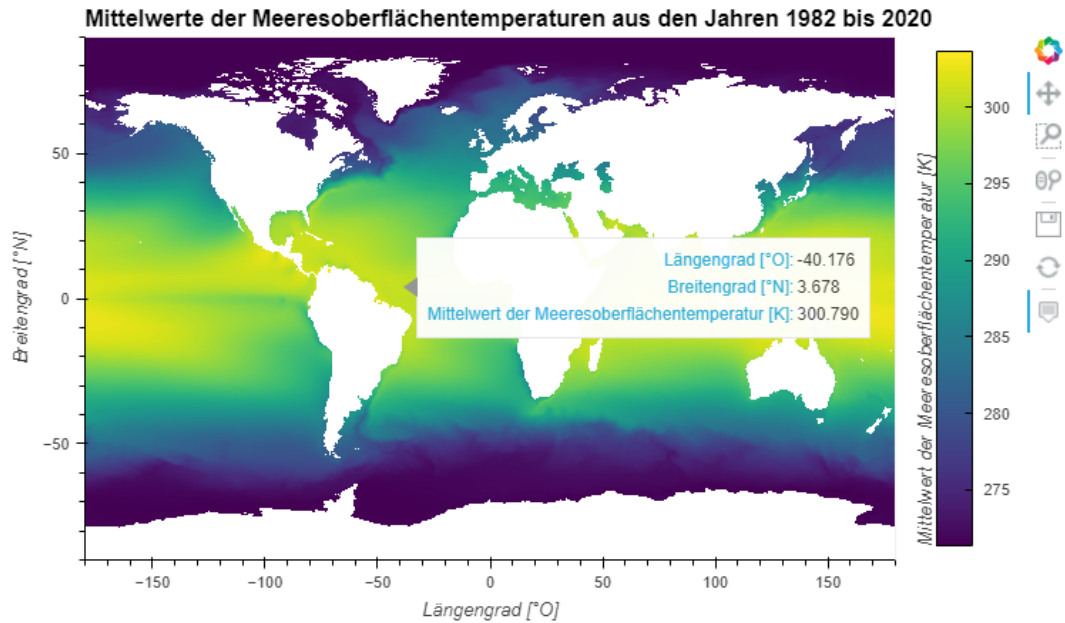 Mittelwerte der Meeresoberflächentemperaturen aus den Jahren 1982 bis 2020
Breitengrad [°N]
50
0
−50
Längengrad [°O]: -40.176
Breitengrad [°N]: 3.678
Mittelwert der Meeresoberflächentemperatur [K]: 300.790
−150
−100
−50
0
50
100
150
Längengrad [°O]
Mittelwert der Meeresoberflächentemperatur [K]
300
295
290
285
280
275